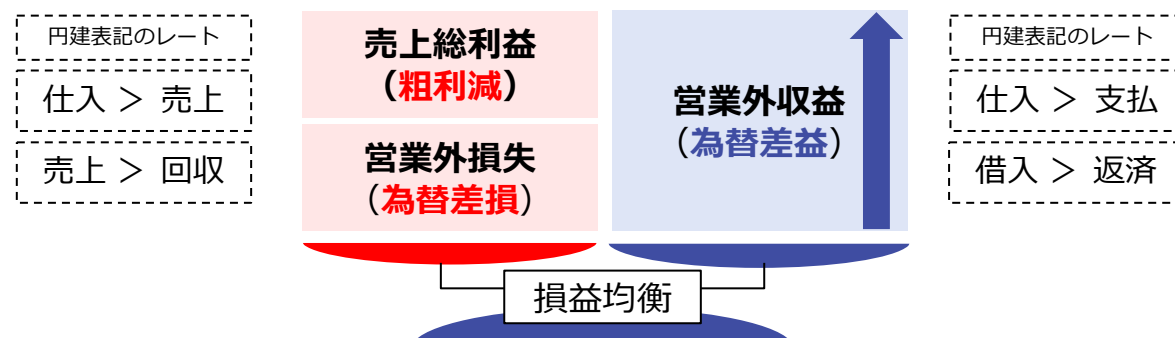 円建表記のレート
仕入 ＞ 売上
売上 ＞ 回収
売上総利益
（粗利減）
営業外損失
（為替差損）
営業外収益
（為替差益）
円建表記のレート
仕入 ＞ 支払
借入 ＞ 返済
損益均衡